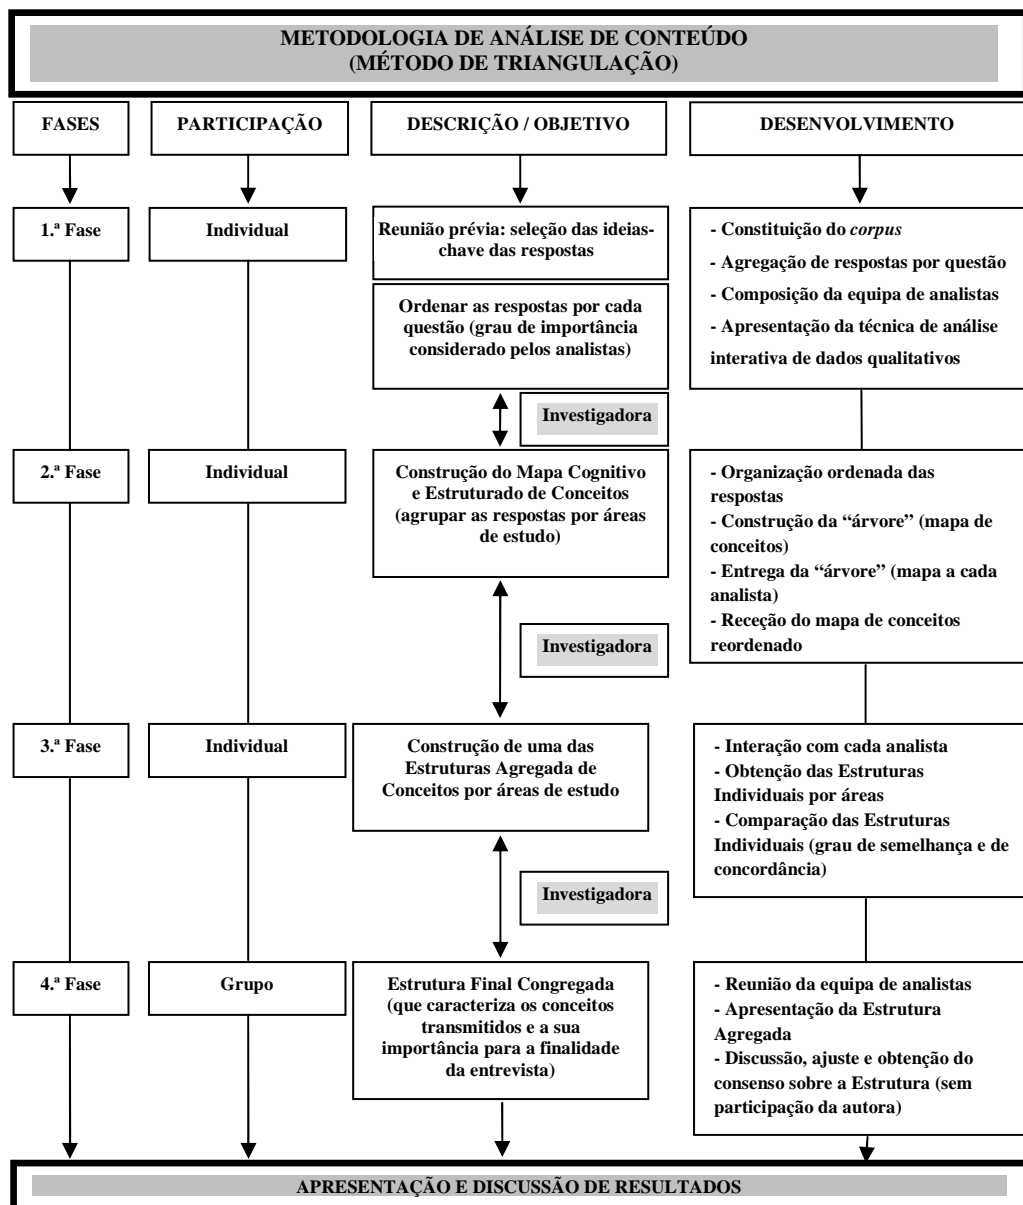 METODOLOGIA DE ANÁLISE DE CONTEÚDO
(MÉTODO DE TRIANGULAÇÃO)
FASES
PARTICIPAÇÃO
DESCRIÇÃO / OBJETIVO
DESENVOLVIMENTO
1.ª Fase
Individual
Reunião prévia: seleção das ideias-
chave das respostas
Ordenar as respostas por cada
questão (grau de importância
considerado pelos analistas)
- Constituição do corpus
- Agregação de respostas por questão
- Composição da equipa de analistas
- Apresentação da técnica de análise
interativa de dados qualitativos
Investigadora
2.ª Fase
Individual
Construção do Mapa Cognitivo
e Estruturado de Conceitos
(agrupar as respostas por áreas
de estudo)
- Organização ordenada das
respostas
- Construção da “árvore” (mapa de
conceitos)
- Entrega da “árvore” (mapa a cada
analista)
- Receção do mapa de conceitos
reordenado
Investigadora
3.ª Fase
Individual
Construção de uma das
Estruturas Agregada de
Conceitos por áreas de estudo
- Interação com cada analista
- Obtenção das Estruturas
Individuais por áreas
- Comparação das Estruturas
Individuais (grau de semelhança e de
concordância)
Investigadora
4.ª Fase
Grupo
Estrutura Final Congregada
(que caracteriza os conceitos
transmitidos e a sua
importância para a finalidade
da entrevista)
- Reunião da equipa de analistas
- Apresentação da Estrutura
Agregada
- Discussão, ajuste e obtenção do
consenso sobre a Estrutura (sem
participação da autora)
APRESENTAÇÃO E DISCUSSÃO DE RESULTADOS